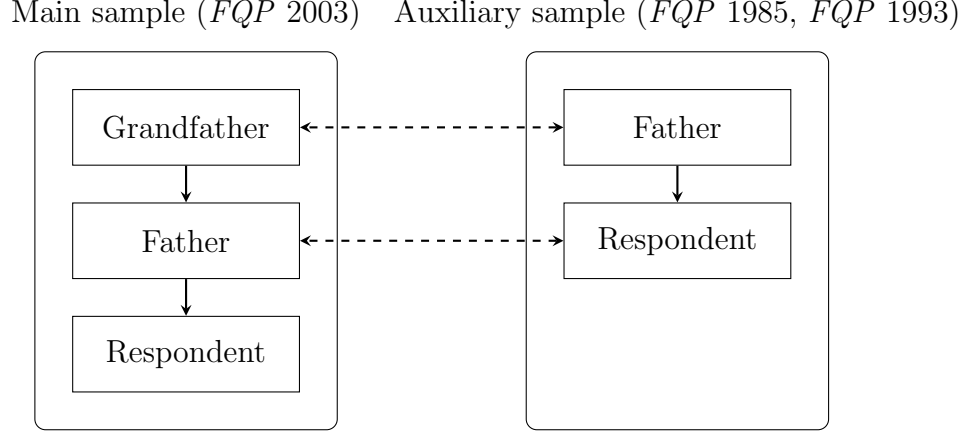 Main sample (FQP 2003) Auxiliary sample (FQP 1985, FQP 1993)
Grandfather Father
Father Respondent
Respondent